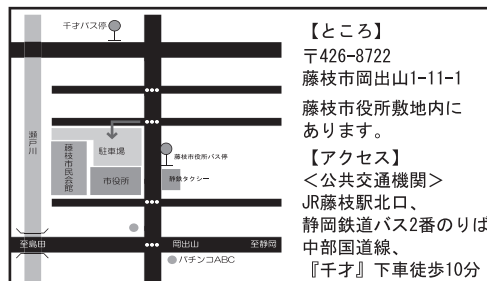 千才バス停
瀬戸川
藤枝市民会館
駐車場
市役所
藤枝市役所バス停
静鉄タクシー
至島田
岡出山
至静岡
パチンコABC
【ところ】
〒426-8722
藤枝市岡出山1-11-1
藤枝市役所敷地内に
あります。
【アクセス】
<公共交通機関>
JR藤枝駅北口、
静岡鉄道バス2番のりば
中部国道線、
『千才』下車徒歩10分